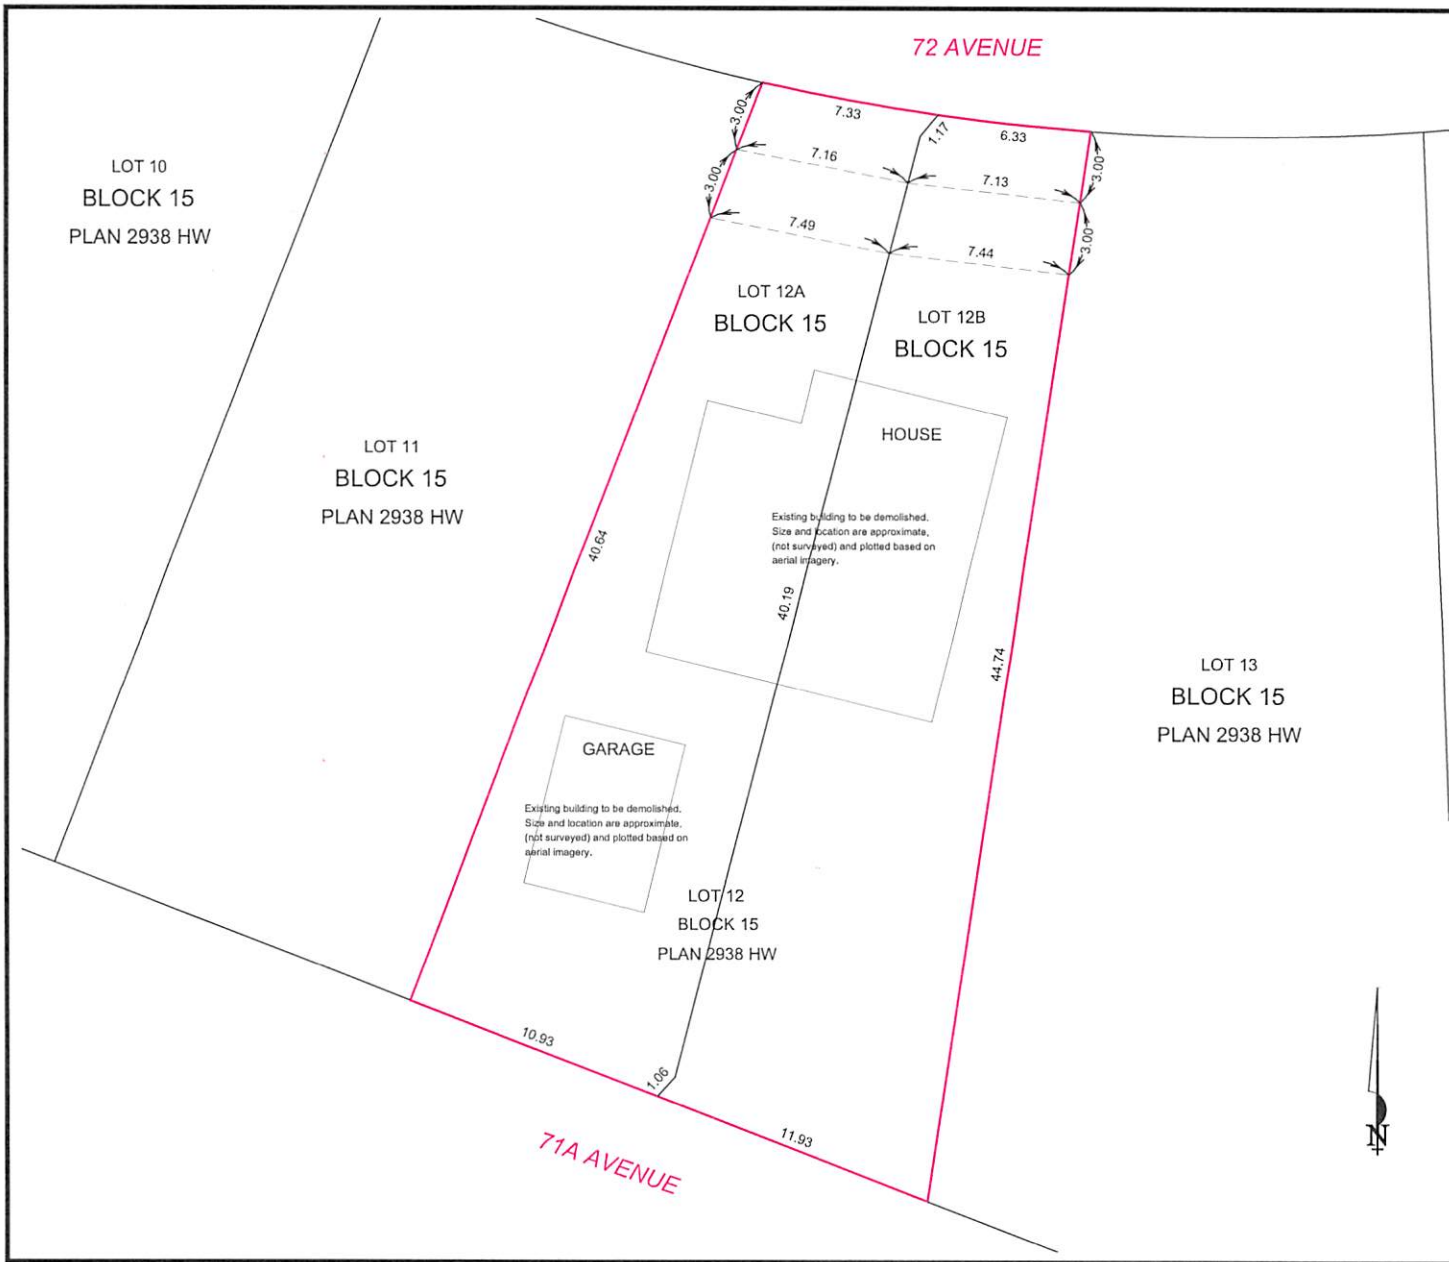 72 AVENUE
3.00
7.33
1.17
6.33
3.00
7.16
7.13
3.00
7.49
7.44
3.00
LOT 10
BLOCK 15
PLAN 2938 HW
LOT 12A
BLOCK 15
LOT 12B
BLOCK 15
LOT 11
BLOCK 15
PLAN 2938 HW
HOUSE
Existing building to be demolished.
Size and location are approximate,
(not surveyed) and plotted based on
aerial imagery.
40.64
40.19
44.74
LOT 13
BLOCK 15
PLAN 2938 HW
GARAGE
Existing building to be demolished.
Size and location are approximate,
(not surveyed) and plotted based on
aerial imagery.
LOT 12
BLOCK 15
PLAN 2938 HW
10.93
1.06
11.93
71A AVENUE
N